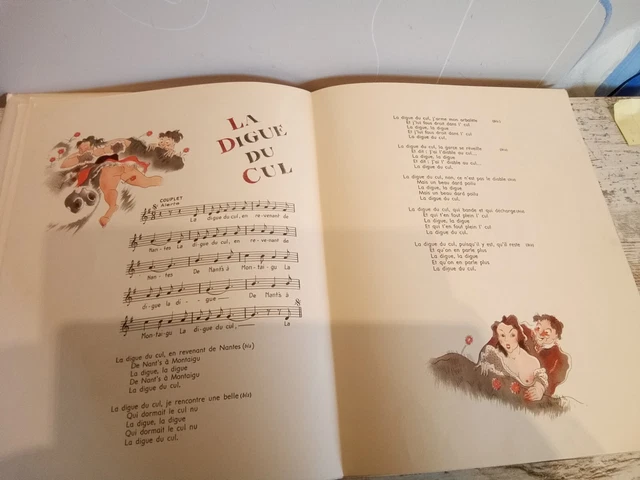 LA
DIGUE
DU
CUL
COUPLET
Alerte
La digue du cul, en re-venant de
Nan-tes La digue du cul, en re-venant de
Nan-tes De Nant's à Mon-tai-gu La
digue la di-gue De Nant's à
Mon-tai-gu La digue du cul, La
La digue du cul, en revenant de Nantes (bis)
De Nant's à Montaigu
La digue, la digue
De Nant's à Montaigu
La digue du cul,
La digue du cul, je rencontre une belle (bis)
Qui dormait le cul nu
La digue, la digue
Qui dormait le cul nu
La digue du cul.
La digue du cul, j'arme mon arbalète (bis)
Et j'lui fous droit dans l' cul
La digue, la digue
Et j'lui fous droit dans l' cul
La digue du cul.
La digue du cul, la garse se réveille (bis)
Et dit : J'ai l'diable au cul...
La digue, la digue
Et dit : J'ai l'diable au cul...
La digue du cul.
La digue du cul, non, ce n'est pas le diable (bis)
Mais un beau dard poilu
La digue, la digue
Mais un beau dard poilu
La digue du cul.
La digue du cul, qui bande et qui décharge (bis)
Et qui t'en fout plein l' cul
La digue, la digue
Et qui t'en fout plein l' cul
La digue du cul.
La digue du cul, puisqu'il y est, qu'il reste (bis)
Et qu'on en parle plus
La digue, la digue
Et qu'on en parle plus
La digue du cul.